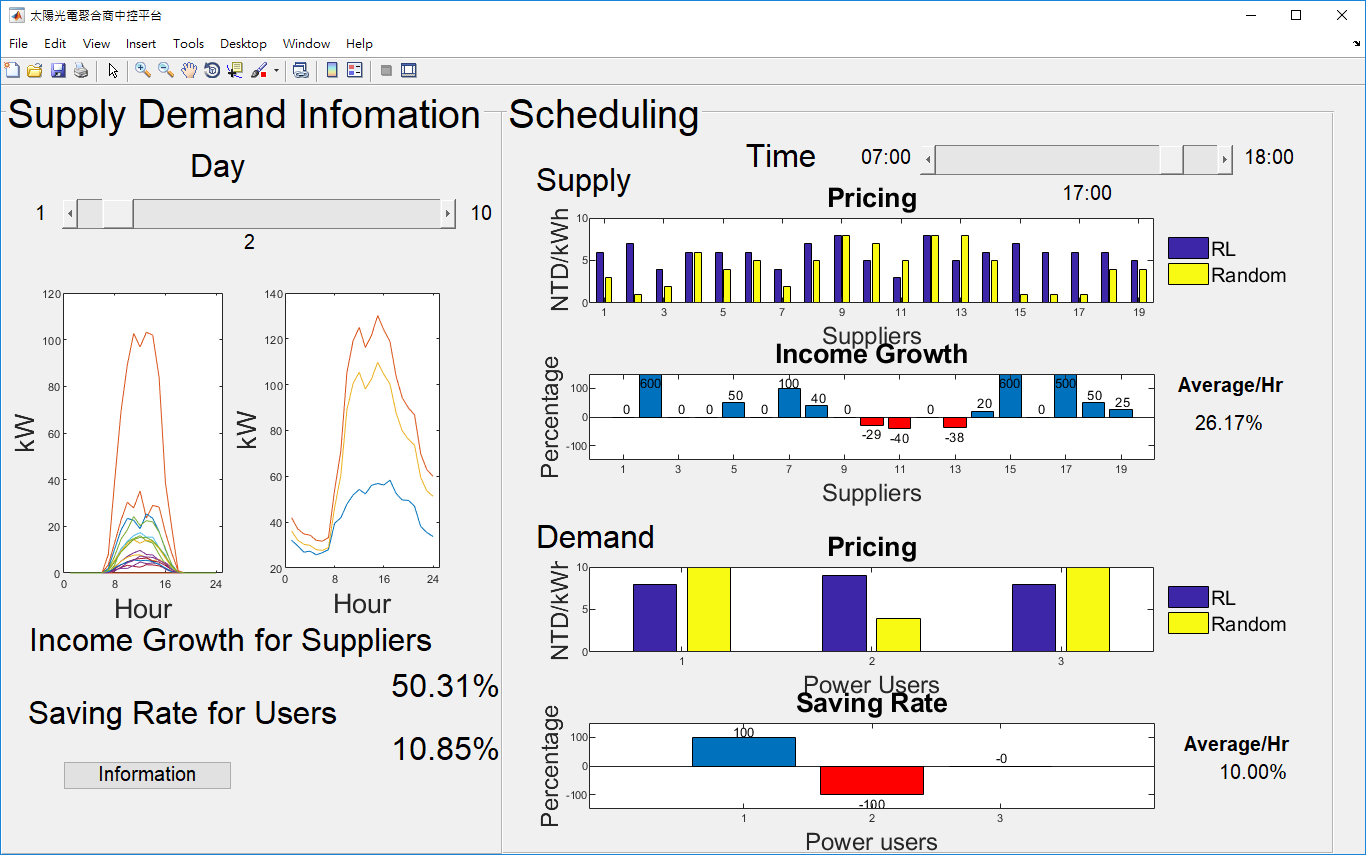 太陽光電聚合商中控平台
File Edit View Insert Tools Desktop Window Help
Supply Demand Infomation
Day
1
10
2
120
100
80
60
40
20
0
0 8 16 24
kW
Hour
140
120
100
80
60
40
20
0 8 16 24
kW
Hour
Income Growth for Suppliers
50.31%
Saving Rate for Users
10.85%
Information
Scheduling
Time
07:00
18:00
17:00
Supply
Pricing
NTD/kWh
10
5
0
1 3 5 7 9 11 13 15 17 19
Suppliers
RL
Random
Income Growth
Percentage
100
0
-100
0 600 0 0 50 0 100 40 0 -29 -40 0 -38 20 600 0 500 50 25
1 3 5 7 9 11 13 15 17 19
Suppliers
Average/Hr
26.17%
Demand
Pricing
NTD/kWh
10
5
0
1 2 3
Power Users
RL
Random
Saving Rate
Percentage
100
0
-100
100 -100 -0
1 2 3
Power users
Average/Hr
10.00%